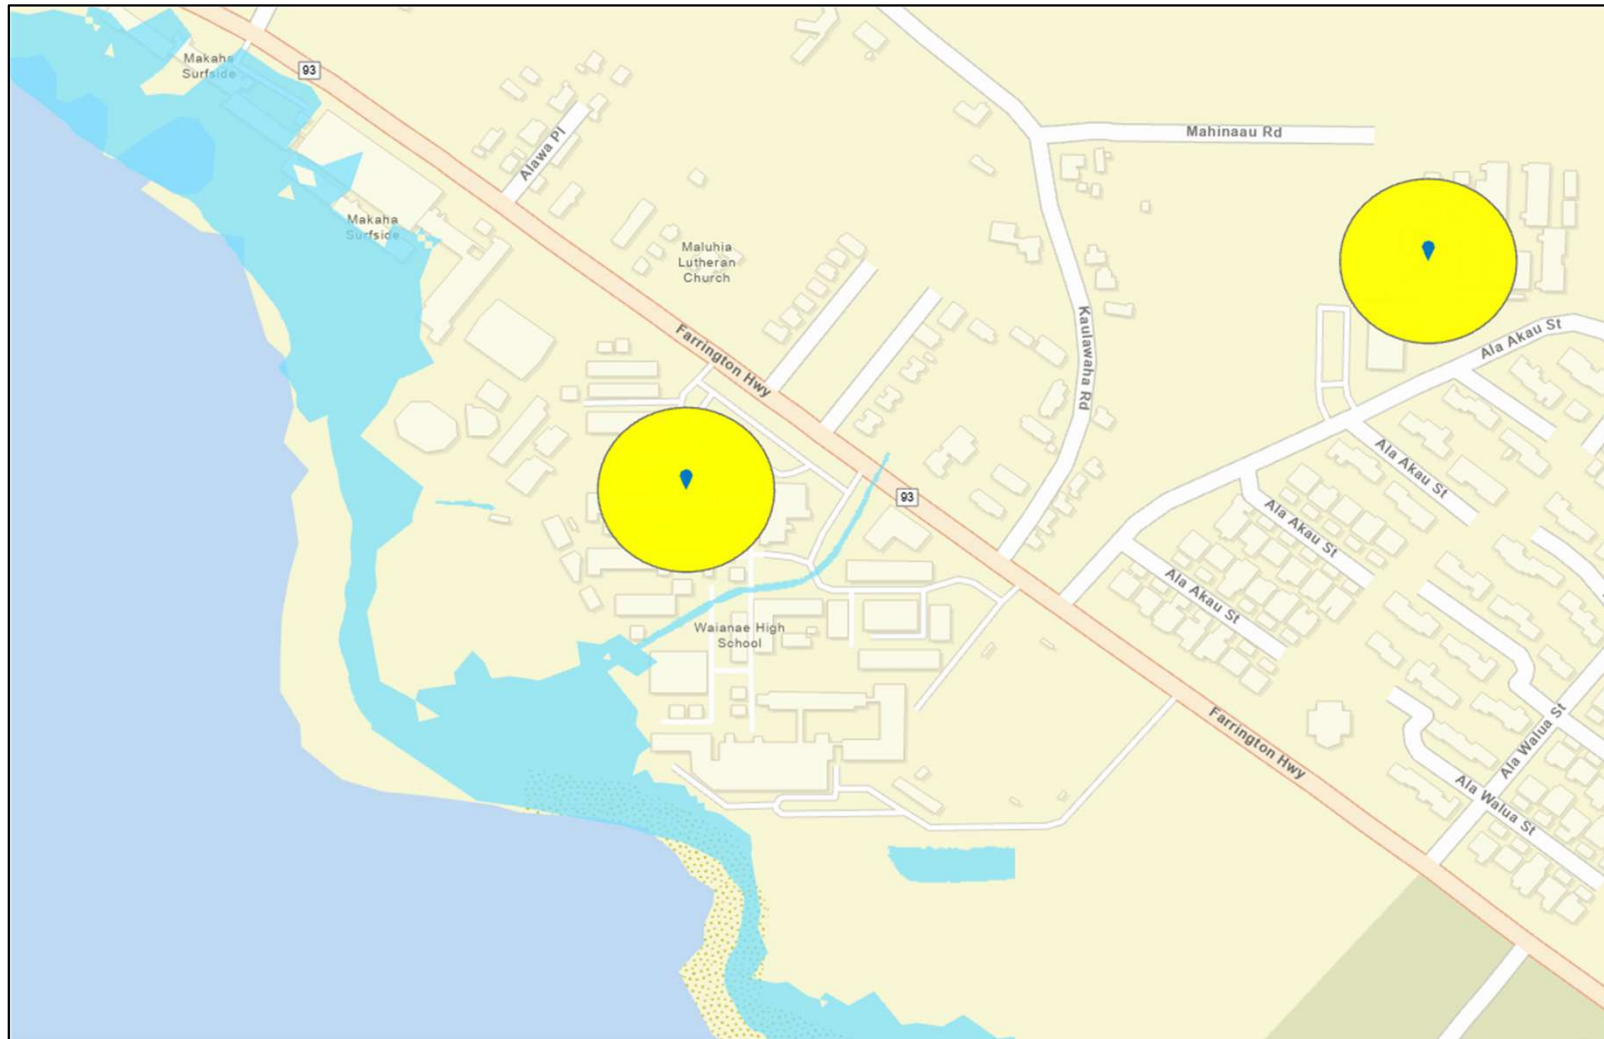 Makaha
Surfside
93
Mahinaau Rd
Alawa Pl
Makaha
Surfside
Maluhia
Lutheran
Church
Farrington Hwy
Kaulawaha Rd
Ala Akau St
Ala Akau St
93
Ala Akau St
Ala Akau St
Waianae High
School
Farrington Hwy
Ala Walua St
Ala Walua St